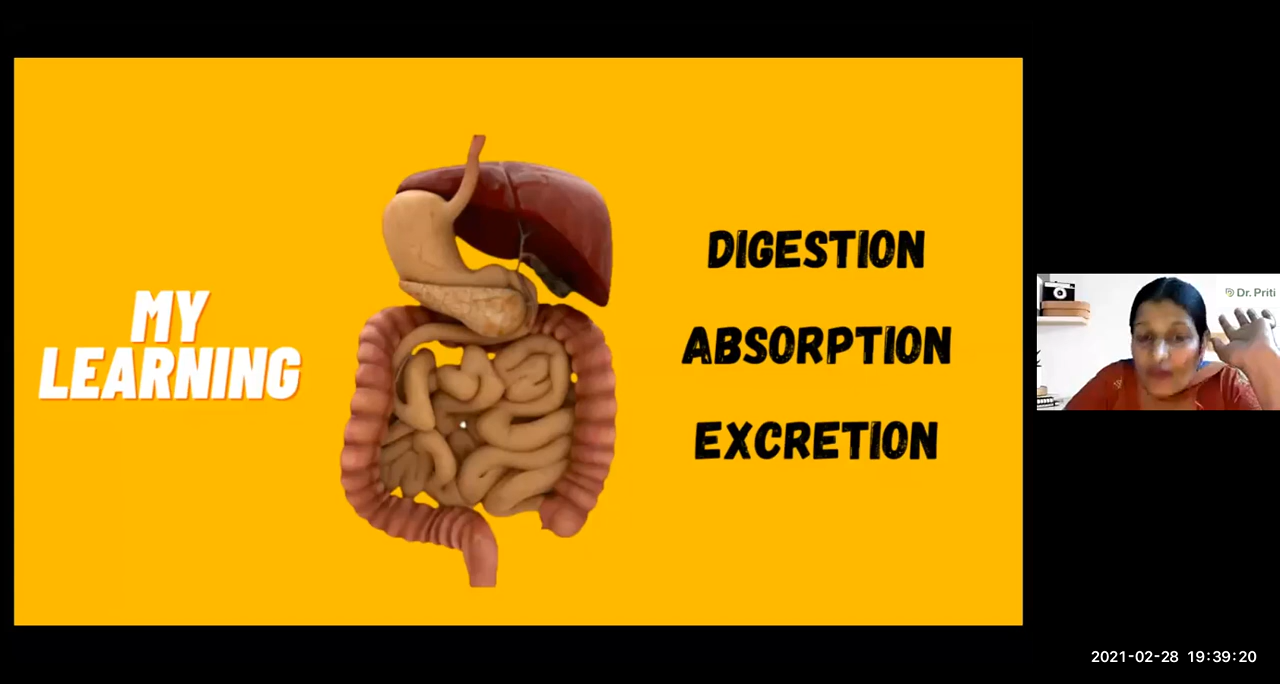 MY
LEARNING
DIGESTION
ABSORPTION
EXCRETION
Dr. Priti
2021-02-28 19:39:20